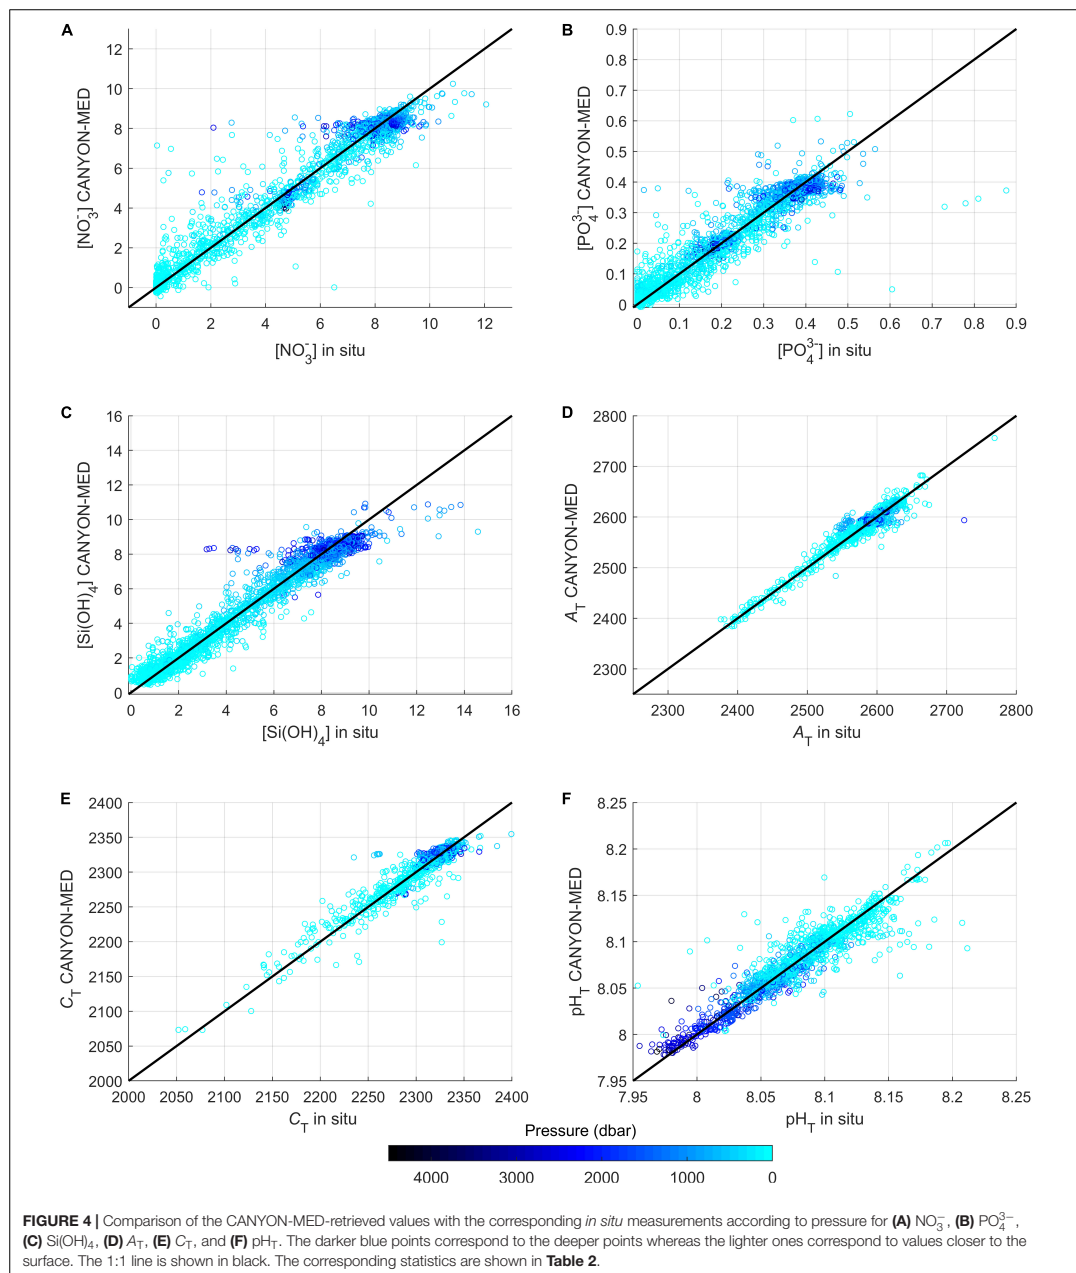 A
B
[NO3-] CANYON-MED
12
10
8
6
4
2
0
0 2 4 6 8 10 12
[NO3-] in situ
[PO43-] CANYON-MED
0.9
0.8
0.7
0.6
0.5
0.4
0.3
0.2
0.1
0
0 0.1 0.2 0.3 0.4 0.5 0.6 0.7 0.8 0.9
[PO43-] in situ
C
D
[Si(OH)4] CANYON-MED
16
14
12
10
8
6
4
2
0
0 2 4 6 8 10 12 14 16
[Si(OH)4] in situ
AT CANYON-MED
2800
2700
2600
2500
2400
2300
2300 2400 2500 2600 2700 2800
AT in situ
E
F
CT CANYON-MED
2400
2350
2300
2250
2200
2150
2100
2050
2000
2000 2050 2100 2150 2200 2250 2300 2350 2400
CT in situ
pHT CANYON-MED
8.25
8.2
8.15
8.1
8.05
8
7.95
7.95 8 8.05 8.1 8.15 8.2 8.25
pHT in situ
Pressure (dbar)
4000 3000 2000 1000 0
FIGURE 4 | Comparison of the CANYON-MED-retrieved values with the corresponding in situ measurements according to pressure for (A) NO3−, (B) PO43−,
(C) Si(OH)4, (D) AT, (E) CT, and (F) pHT. The darker blue points correspond to the deeper points whereas the lighter ones correspond to values closer to the
surface. The 1:1 line is shown in black. The corresponding statistics are shown in Table 2.